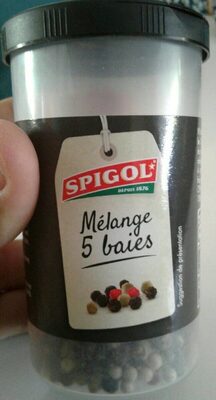 SPIGOL
DEPUIS 1876
Mélange
5 baies
Suggestion de présentation